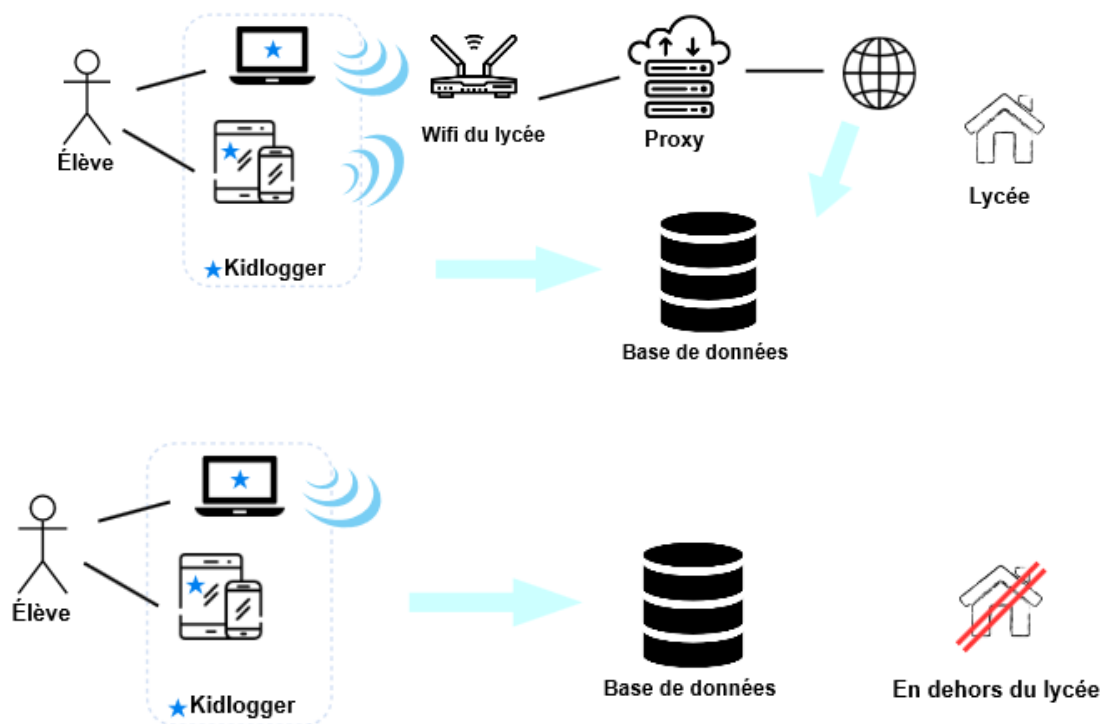 Élève
Kidlogger
Wifi du lycée
Proxy
Lycée
Base de données
Élève
Kidlogger
Base de données
En dehors du lycée